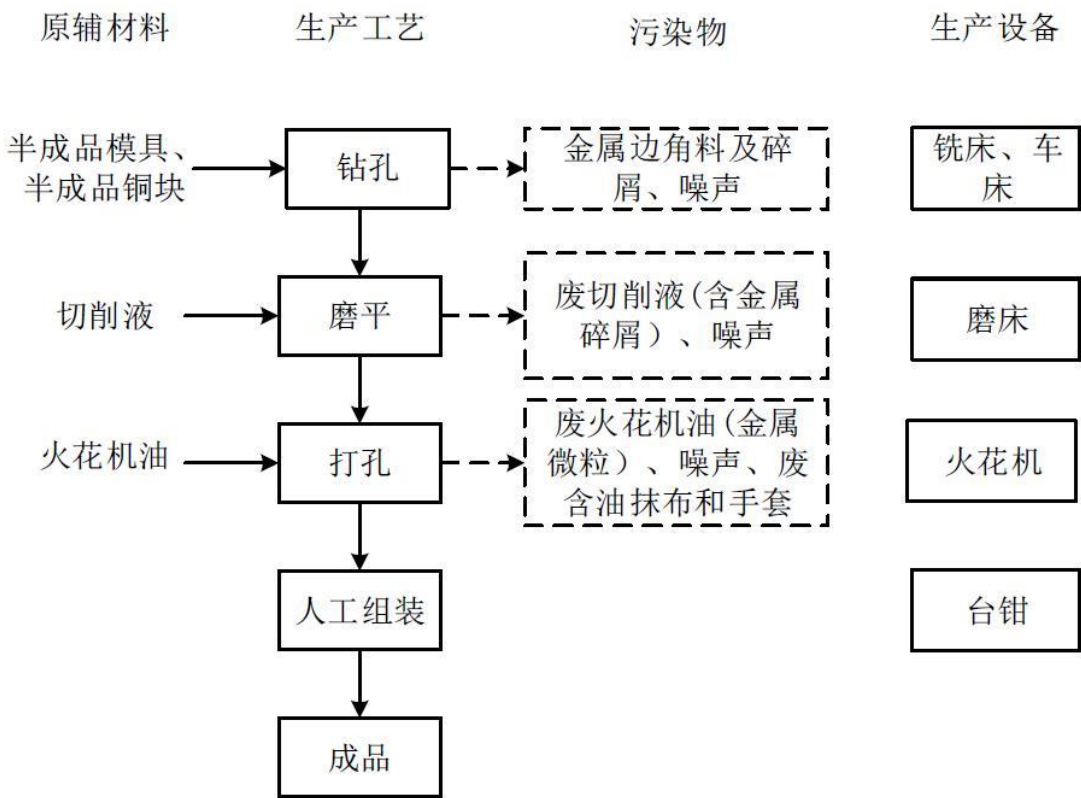 原辅材料 生产工艺 污染物 生产设备
半成品模具、
半成品铜块
钻孔
金属边角料及碎
屑、噪声
铣床、车
床
切削液
磨平
废切削液(含金属
碎屑）、噪声
磨床
火花机油
打孔
废火花机油(金属
微粒）、噪声、废
含油抹布和手套
火花机
人工组装
台钳
成品